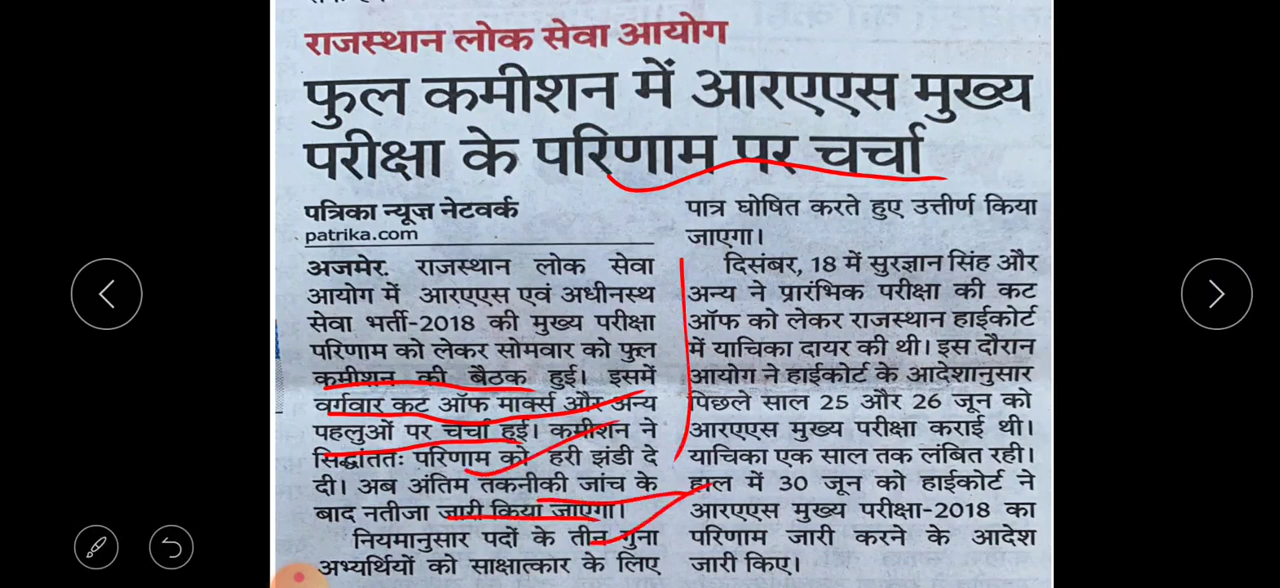 राजस्थान लोक सेवा आयोग
फुल कमीशन में आरएएस मुख्य
परीक्षा के परिणाम पर चर्चा
पत्रिका न्यूज़ नेटवर्क
patrika.com
अजमेर. राजस्थान लोक सेवा
आयोग में आरएएस एवं अधीनस्थ
सेवा भर्ती-2018 की मुख्य परीक्षा
परिणाम को लेकर सोमवार को फुल
कमीशन की बैठक हुई। इसमें
वर्गवार कट ऑफ मार्क्स और अन्य
पहलुओं पर चर्चा हुई। कमीशन ने
सिद्धांततः परिणाम को हरी झंडी दे
दी। अब अंतिम तकनीकी जांच के
बाद नतीजा जारी किया जाएगा।
नियमानुसार पदों के तीन गुना
अभ्यर्थियों को साक्षात्कार के लिए
पात्र घोषित करते हुए उत्तीर्ण किया
जाएगा।
दिसंबर, 18 में सुरज्ञान सिंह और
अन्य ने प्रारंभिक परीक्षा की कट
ऑफ को लेकर राजस्थान हाईकोर्ट
में याचिका दायर की थी। इस दौरान
आयोग ने हाईकोर्ट के आदेशानुसार
पिछले साल 25 और 26 जून को
आरएएस मुख्य परीक्षा कराई थी।
याचिका एक साल तक लंबित रही।
हाल में 30 जून को हाईकोर्ट ने
आरएएस मुख्य परीक्षा-2018 का
परिणाम जारी करने के आदेश
जारी किए।